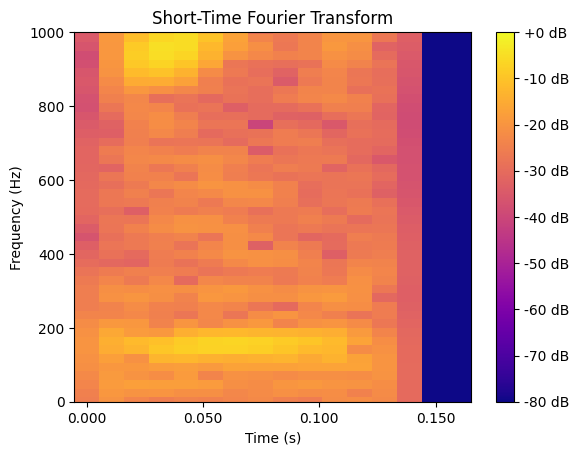 Short-Time Fourier Transform
1000
800
600
400
200
0
Frequency (Hz)
0.000
0.050
0.100
0.150
Time (s)
+0 dB
-10 dB
-20 dB
-30 dB
-40 dB
-50 dB
-60 dB
-70 dB
-80 dB